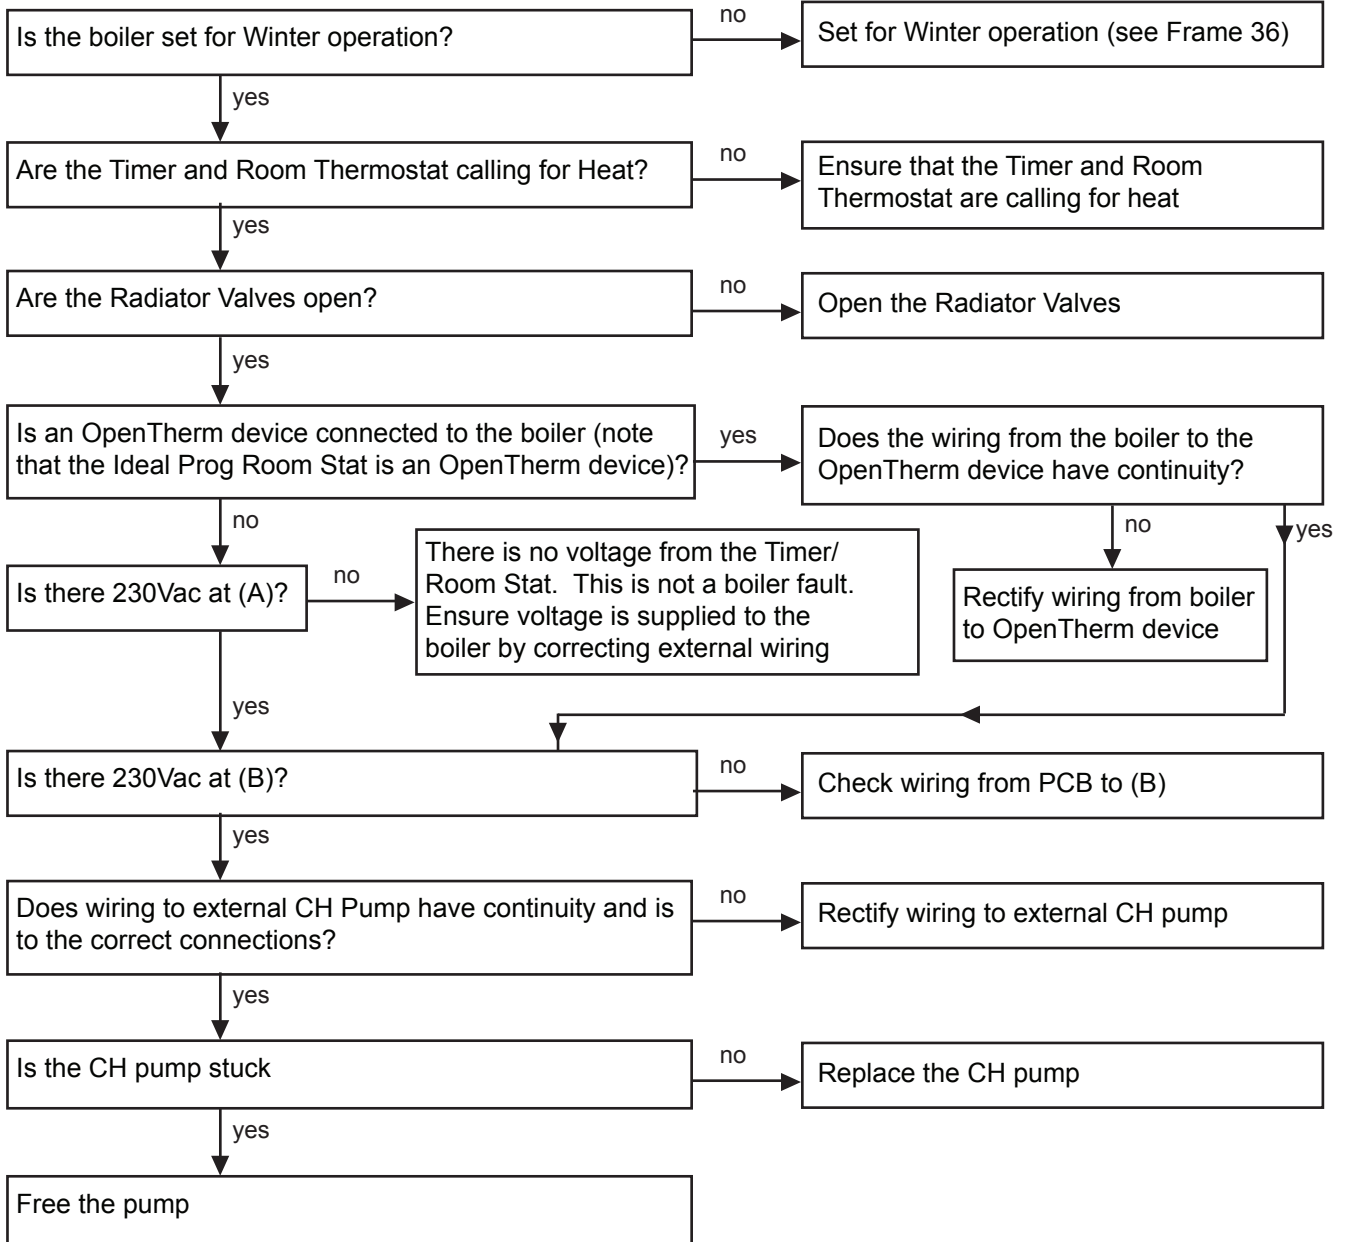 Is the boiler set for Winter operation?
no
Set for Winter operation (see Frame 36)
yes
Are the Timer and Room Thermostat calling for Heat?
no
Ensure that the Timer and Room
Thermostat are calling for heat
yes
Are the Radiator Valves open?
no
Open the Radiator Valves
yes
Is an OpenTherm device connected to the boiler (note
that the Ideal Prog Room Stat is an OpenTherm device)?
yes
Does the wiring from the boiler to the
OpenTherm device have continuity?
no
yes
no
Is there 230Vac at (A)?
no
There is no voltage from the Timer/
Room Stat.  This is not a boiler fault.
Ensure voltage is supplied to the
boiler by correcting external wiring
Rectify wiring from boiler
to OpenTherm device
yes
Is there 230Vac at (B)?
no
Check wiring from PCB to (B)
yes
Does wiring to external CH Pump have continuity and is
to the correct connections?
no
Rectify wiring to external CH pump
yes
Is the CH pump stuck
no
Replace the CH pump
yes
Free the pump